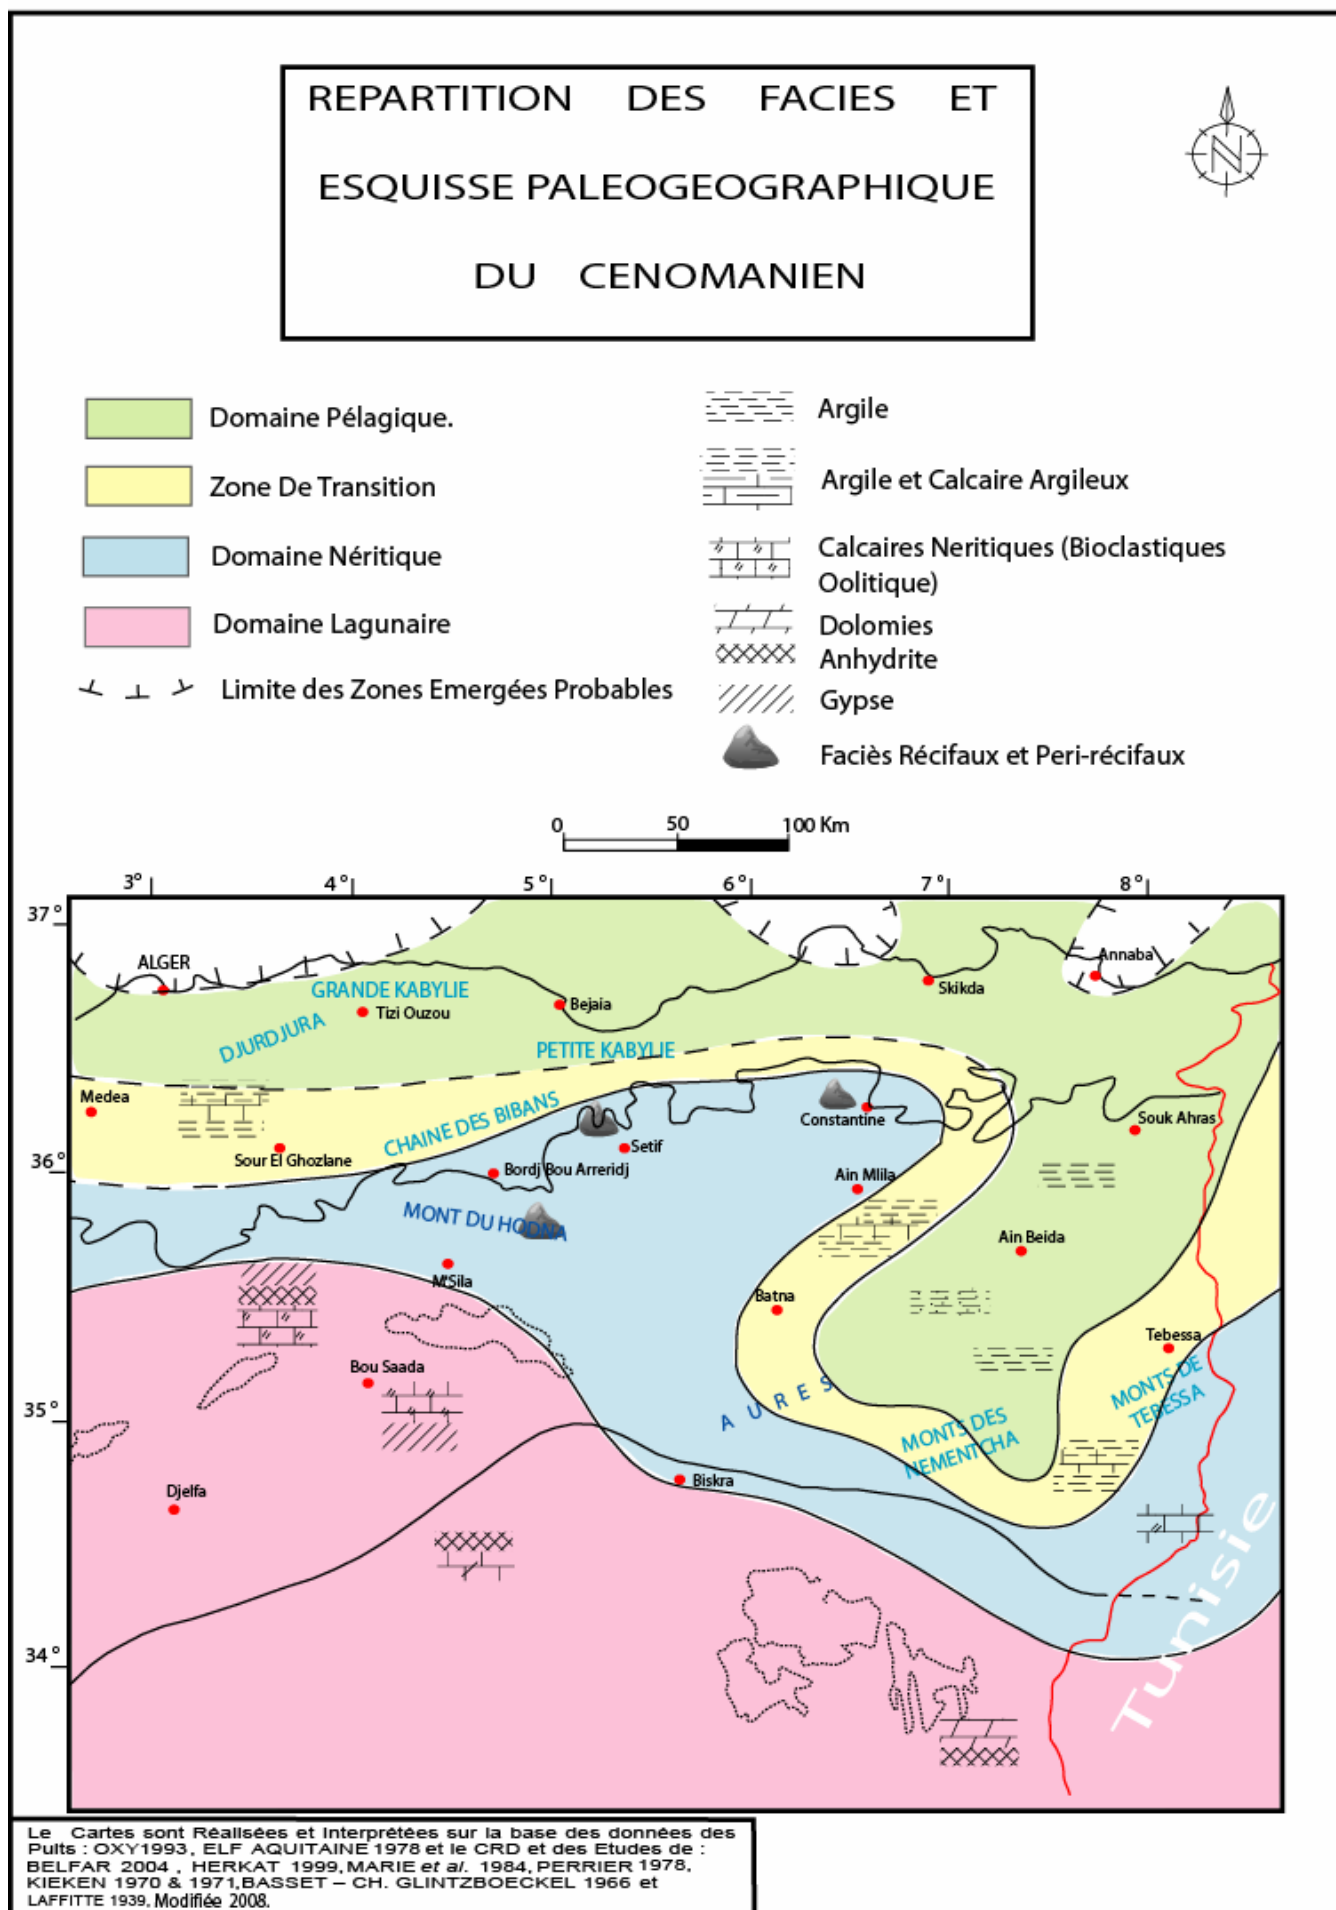 REPARTITION DES FACIES ET
ESQUISSE PALEOGEOGRAPHIQUE
DU CENOMANIEN
N
Domaine Pélagique.
Zone De Transition
Domaine Néritique
Domaine Lagunaire
Limite des Zones Emergées Probables
Argile
Argile et Calcaire Argileux
Calcaires Neritiques (Bioclastiques
Oolitique)
Dolomies
Anhydrite
Gypse
Faciès Récifaux et Peri-récifaux
0 50 100 Km
3° 4° 5° 6° 7° 8°
37°
36°
35°
34°
ALGER
Annaba
GRANDE KABYLIE
Skikda
Tizi Ouzou
Bejaia
DJURDJURA
PETITE KABYLIE
Medea
CHAINE DES BIBANS
Constantine
Souk Ahras
Sour El Ghozlane
Setif
Bordj Bou Arreridj
Ain Mlila
MONT DU HODNA
Ain Beida
M'Sila
Batna
Tebessa
Bou Saada
AURES
MONTS DE
TEBESSA
MONTS DES
NEMENTCHA
Biskra
Djelfa
Tunisie
Le Cartes sont Réalisées et Interprétées sur la base des données des
Puits : OXY1993, ELF AQUITAINE 1978 et le CRD et des Etudes de :
BELFAR 2004 , HERKAT 1999, MARIE et al. 1984, PERRIER 1978,
KIEKEN 1970 & 1971,BASSET – CH. GLINTZBOECKEL 1966 et
LAFFITTE 1939. Modifiée 2008.